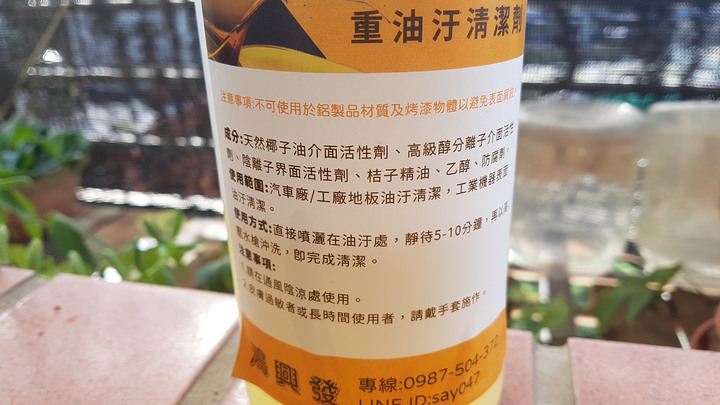 重油汙清潔劑
注意事項:不可使用於鋁製品材質及烤漆物體以避免表面
成分:天然椰子油介面活性劑、高級醇分離子介面活性
劑、陰離子界面活性劑、桔子精油、乙醇、防腐劑。
使用範圍:汽車廠/工廠地板油汙清潔,工業機器表面
油汙清潔。
使用方式:直接噴灑在油汙處,靜待5-10分鐘,再以高
壓水槍沖洗,即完成清潔。
注意事項:
1.請在通風陰涼處使用。
2.皮膚過敏者或長時間使用者,請戴手套施作。
鴻興發
專線:0987-504-372
LINE ID:say047